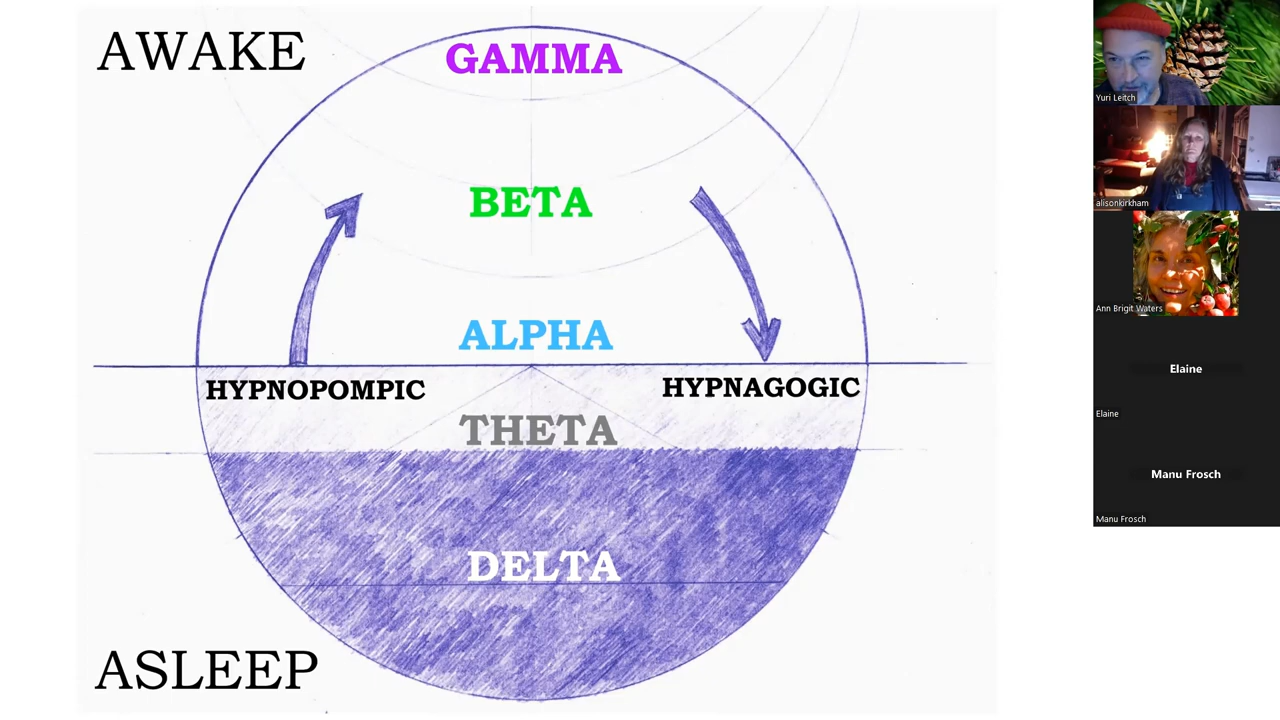 AWAKE
GAMMA
BETA
ALPHA
HYPNOPOMPIC
HYPNAGOGIC
THETA
DELTA
ASLEEP
Yuri Leitch
alisonkirkham
Ann Brigit Waters
Elaine
Elaine
Manu Frosch
Manu Frosch